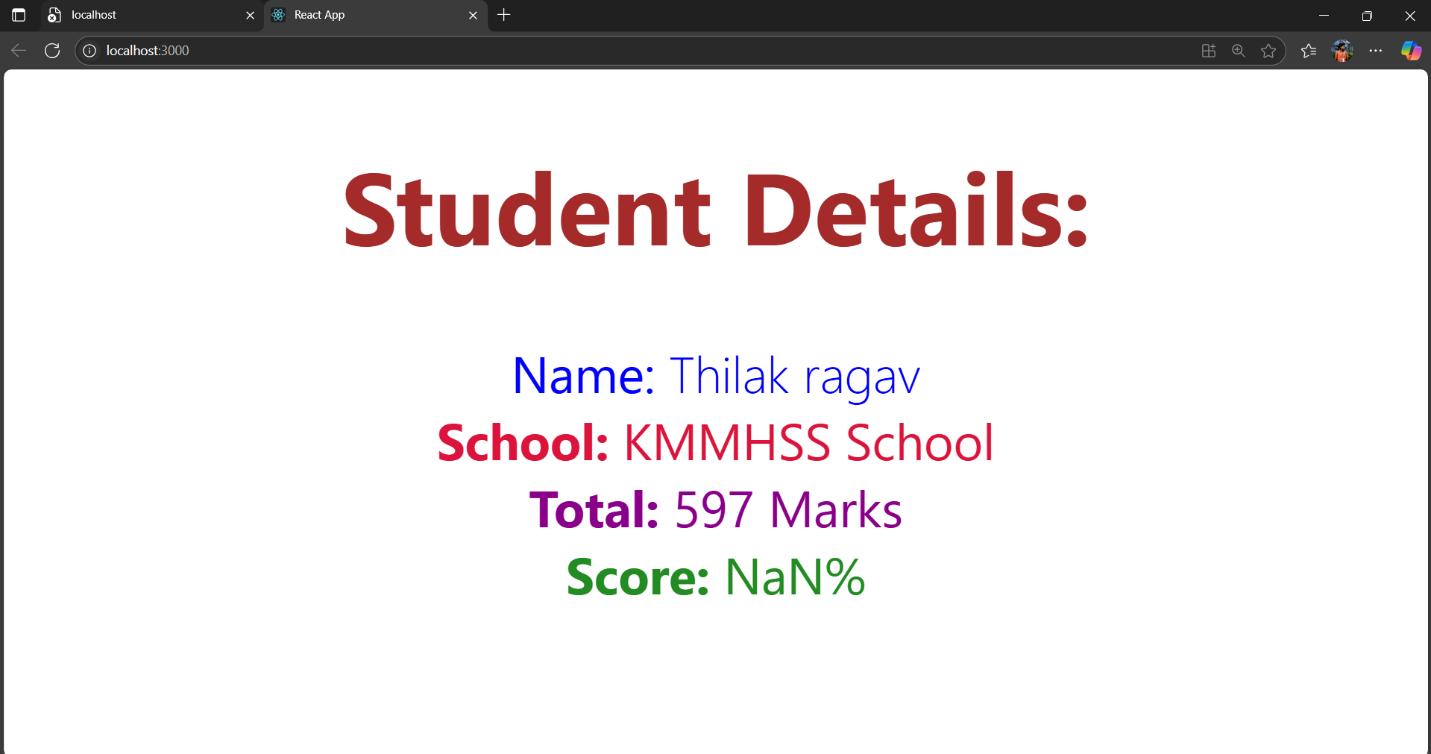 localhost
React App
localhost:3000
Student Details:
Name: Thilak ragav
School: KMMHSS School
Total: 597 Marks
Score: NaN%